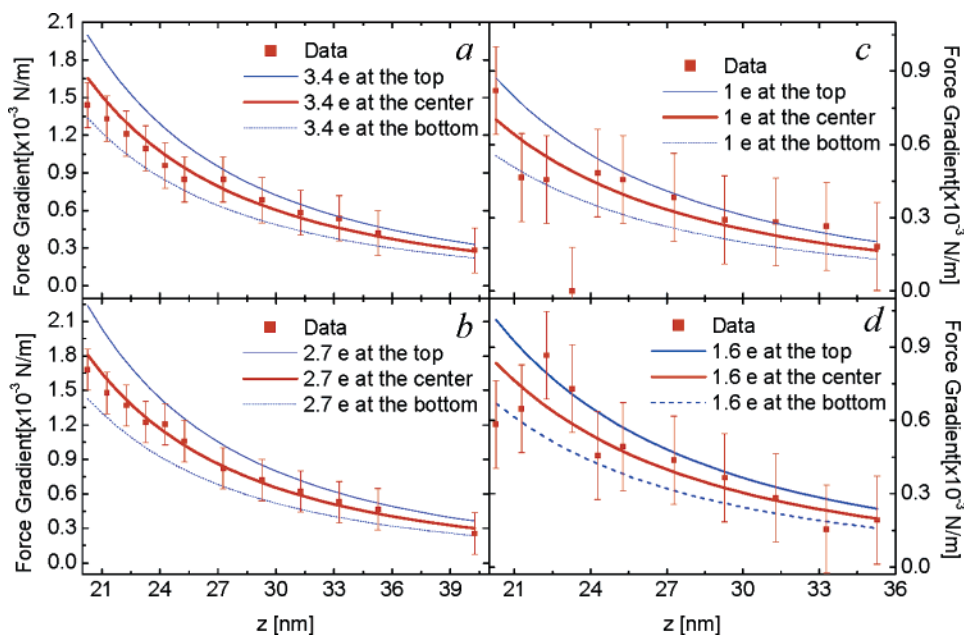 a
Data
3.4 e at the top
3.4 e at the center
3.4 e at the bottom
2.1
1.8
1.5
1.2
0.9
0.6
0.3
0.0
Force Gradient[x10⁻³ N/m]
c
Data
1 e at the top
1 e at the center
1 e at the bottom
0.9
0.6
0.3
0.0
Force Gradient[x10⁻³ N/m]
b
Data
2.7 e at the top
2.7 e at the center
2.7 e at the bottom
2.1
1.8
1.5
1.2
0.9
0.6
0.3
0.0
Force Gradient[x10⁻³ N/m]
21 24 27 30 33 36 39
z [nm]
d
Data
1.6 e at the top
1.6 e at the center
1.6 e at the bottom
0.9
0.6
0.3
0.0
Force Gradient[x10⁻³ N/m]
21 24 27 30 33 36
z [nm]